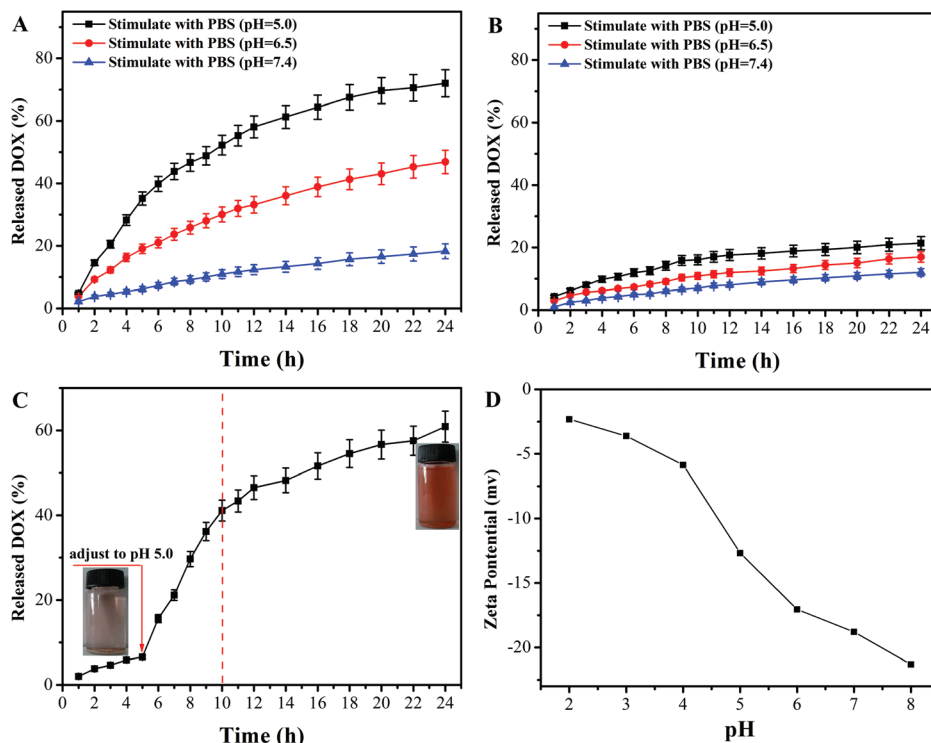 A
Stimulate with PBS (pH=5.0)
Stimulate with PBS (pH=6.5)
Stimulate with PBS (pH=7.4)
Released DOX (%)
80
60
40
20
0
0 2 4 6 8 10 12 14 16 18 20 22 24
Time (h)
B
Stimulate with PBS (pH=5.0)
Stimulate with PBS (pH=6.5)
Stimulate with PBS (pH=7.4)
Released DOX (%)
80
60
40
20
0
0 2 4 6 8 10 12 14 16 18 20 22 24
Time (h)
C
Released DOX (%)
60
40
20
0
adjust to pH 5.0
0 2 4 6 8 10 12 14 16 18 20 22 24
Time (h)
D
Zeta Pontential (mv)
0
-5
-10
-15
-20
2 3 4 5 6 7 8
pH